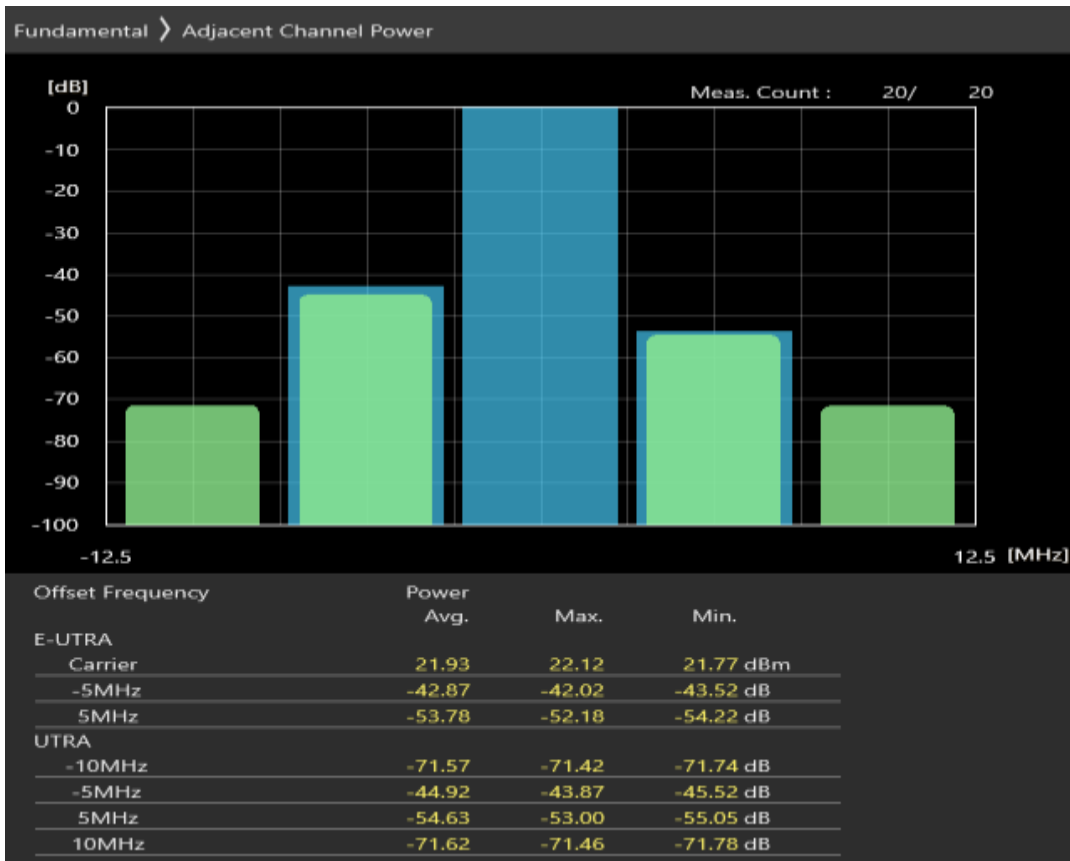 Fundamental ❯ Adjacent Channel Power
[dB]
Meas. Count : 20/ 20
0
-10
-20
-30
-40
-50
-60
-70
-80
-90
-100
-12.5 12.5 [MHz]
Offset Frequency Power
Avg. Max. Min.
E-UTRA
Carrier 21.93 22.12 21.77 dBm
-5MHz -42.87 -42.02 -43.52 dB
5MHz -53.78 -52.18 -54.22 dB
UTRA
-10MHz -71.57 -71.42 -71.74 dB
-5MHz -44.92 -43.87 -45.52 dB
5MHz -54.63 -53.00 -55.05 dB
10MHz -71.62 -71.46 -71.78 dB